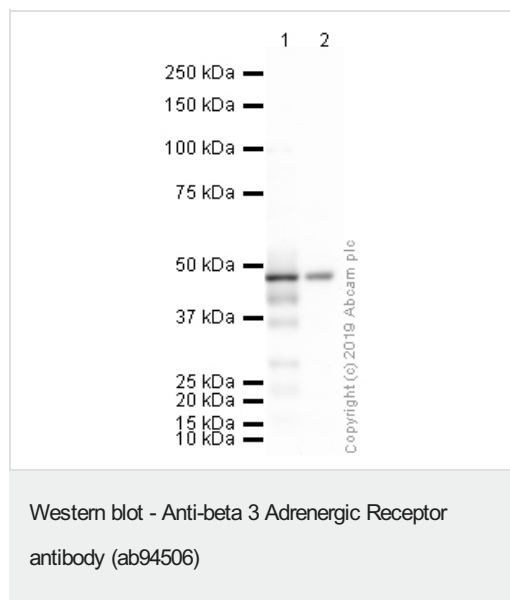 1 2
250 kDa
150 kDa
100 kDa
75 kDa
50 kDa
37 kDa
25 kDa
20 kDa
15 kDa
10 kDa
Copyright (c) 2019 Abcam plc
Western blot - Anti-beta 3 Adrenergic Receptor
antibody (ab94506)